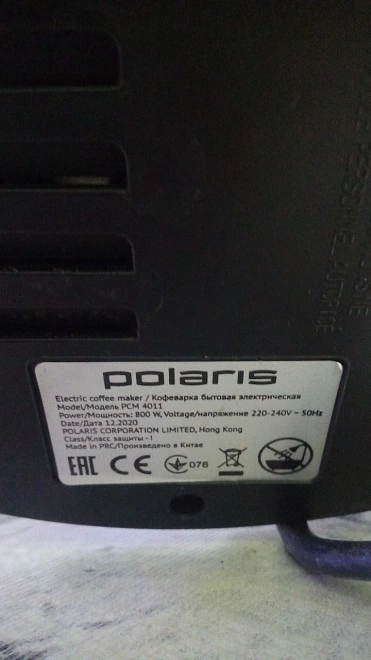 polaris
Electric coffee maker / Кофеварка бытовая электрическая
Model/Модель PCM 4011
Power/Мощность: 800 W, Voltage/напряжение 220-240V ~ 50Hz
Date/Дата 12.2020
POLARIS CORPORATION LIMITED, Hong Kong
Class/Класс защиты - I
Made in PRC/Произведено в Китае
EAC CE 076